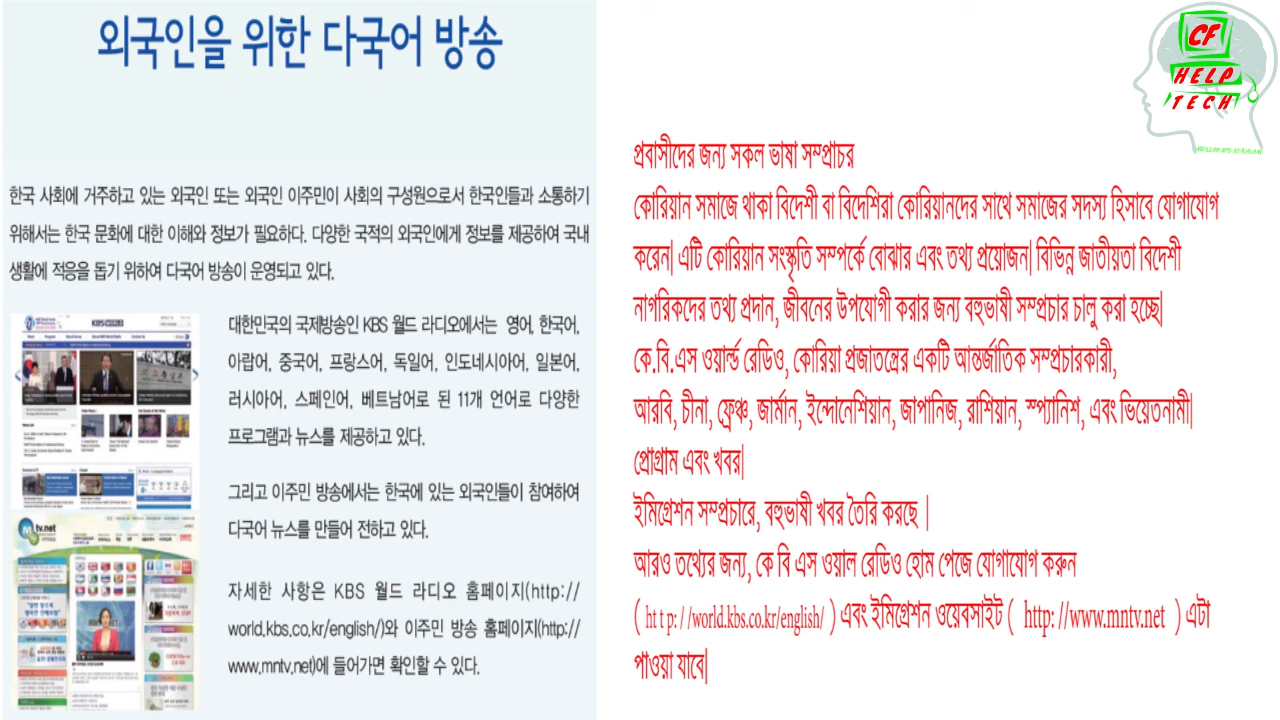 외국인을 위한 다국어 방송
한국 사회에 거주하고 있는 외국인 또는 외국인 이주민이 사회의 구성원으로서 한국인들과 소통하기
위해서는 한국 문화에 대한 이해와 정보가 필요하다. 다양한 국적의 외국인에게 정보를 제공하여 국내
생활에 적응을 돕기 위하여 다국어 방송이 운영되고 있다.
대한민국의 국제방송인 KBS 월드 라디오에서는 영어, 한국어,
아랍어, 중국어, 프랑스어, 독일어, 인도네시아어, 일본어,
러시아어, 스페인어, 베트남어로 된 11개 언어로 다양한
프로그램과 뉴스를 제공하고 있다.
그리고 이주민 방송에서는 한국에 있는 외국인들이 참여하여
다국어 뉴스를 만들어 전하고 있다.
자세한 사항은 KBS 월드 라디오 홈페이지(http://
world.kbs.co.kr/english/)와 이주민 방송 홈페이지(http://
www.mntv.net)에 들어가면 확인할 수 있다.
KBS WORLD
tv.net
CF
HELP
TECH
প্রবাসীদের জন্য সকল ভাষা সম্প্রাচর
কোরিয়ান সমাজে থাকা বিদেশী বা বিদেশিরা কোরিয়ানদের সাথে সমাজের সদস্য হিসাবে যোগাযোগ
করেন| এটি কোরিয়ান সংস্কৃতি সম্পর্কে বোঝার এবং তথ্য প্রয়োজন| বিভিন্ন জাতীয়তা বিদেশী
নাগরিকদের তথ্য প্রদান, জীবনের উপযোগী করার জন্য বহুভাষী সম্প্রচার চালু করা হচ্ছে|
কে.বি.এস ওয়ার্ল্ড রেডিও, কোরিয়া প্রজাতন্ত্রের একটি আন্তর্জাতিক সম্প্রচারকারী,
আরবি, চীনা, ফ্রেঞ্চ, জার্মান, ইন্দোনেশিয়ান, জাপানিজ, রাশিয়ান, স্প্যানিশ, এবং ভিয়েতনামী|
প্রোগ্রাম এবং খবর|
ইমিগ্রেশন সম্প্রচারে, বহুভাষী খবর তৈরি করছে |
আরও তথ্যের জন্য, কে বি এস ওয়াল রেডিও হোম পেজে যোগাযোগ করুন
( ht t p: / /world.kbs.co.kr/english/ ) এবং ইমিগ্রেশন ওয়েবসাইট ( http: //www.mntv.net ) এটা
পাওয়া যাবে|